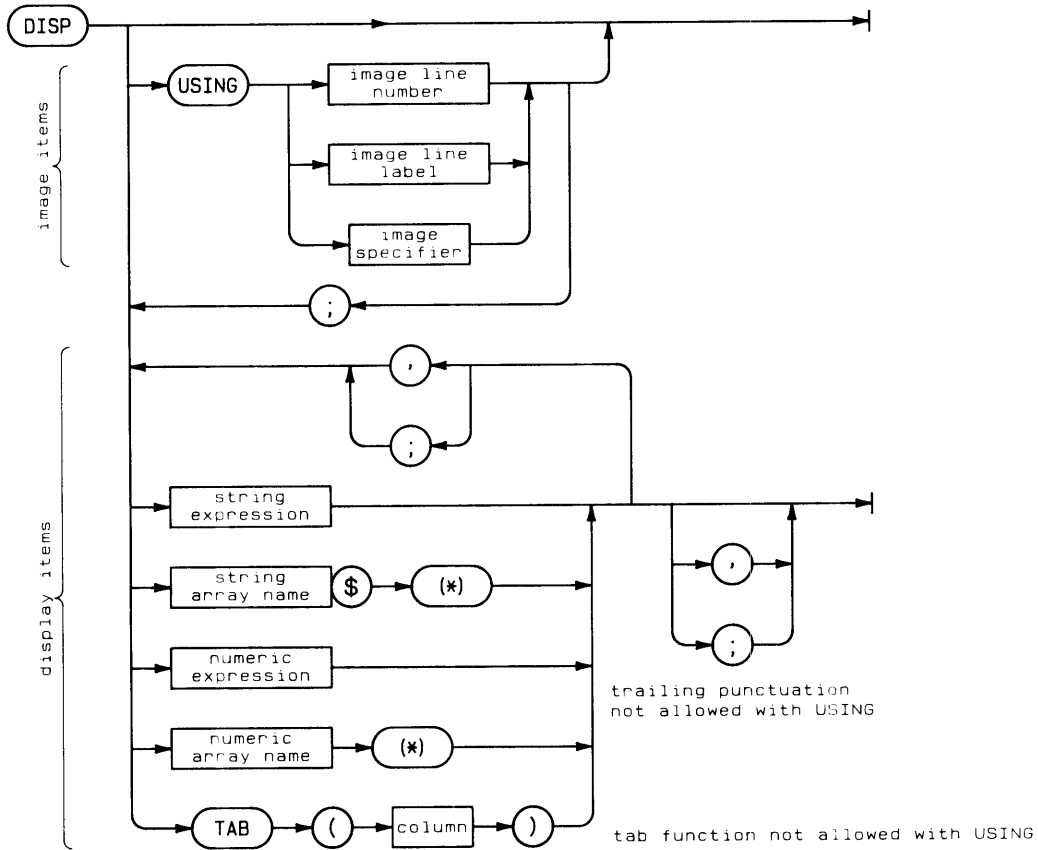 DISP
image items
USING
image line
number
image line
label
image
specifier
;
display items
,
;
string
expression
,
;
string
array name
$
(*)
numeric
expression
trailing punctuation
not allowed with USING
numeric
array name
(*)
TAB
(
column
)
tab function not allowed with USING